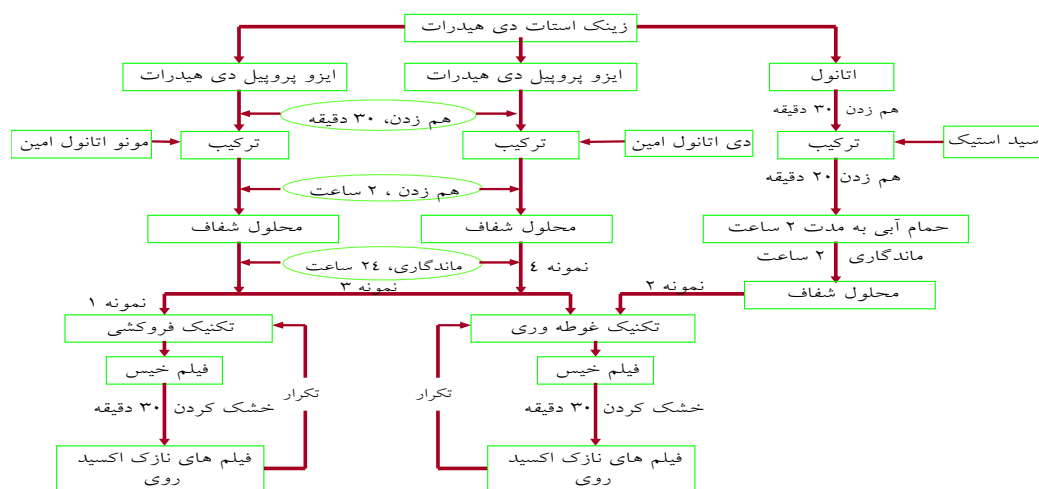 زینک استات دی هیدرات
اتانول
ایزو پروپیل دی هیدرات
ایزو پروپیل دی هیدرات
هم زدن ۳۰ دقیقه
هم زدن، ۳۰ دقیقه
سید استیک
ترکیب
دی اتانول امین
ترکیب
ترکیب
مونو اتانول امین
هم زدن ۲۰ دقیقه
هم زدن ، ۲ ساعت
حمام آبی به مدت ۲ ساعت
محلول شفاف
محلول شفاف
ماندگاری ۲ ساعت
نمونه ٤
ماندگاری، ۲٤ ساعت
محلول شفاف
نمونه ۲
نمونه ۳
نمونه ۱
تکنیک غوطه وری
تکنیک فروکشی
فیلم خیس
فیلم خیس
تکرار
تکرار
خشک کردن ۳۰ دقیقه
خشک کردن ۳۰ دقیقه
فیلم های نازک اکسید
روی
فیلم های نازک اکسید
روی